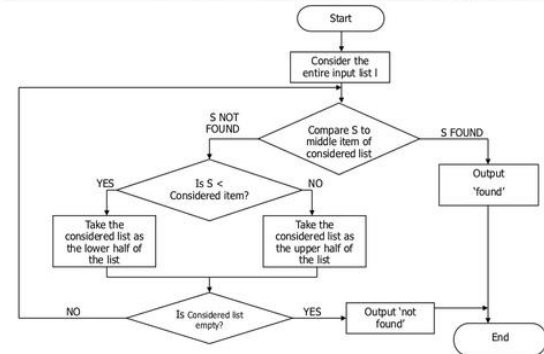 Start
Consider the
entire input list l
S NOT
FOUND
Compare S to
middle item of
considered list
S FOUND
Output
'found'
YES
Is S <
Considered item?
NO
Take the
considered list as
the lower half of
the list
Take the
considered list as
the upper half of
the list
NO
Is Considered list
empty?
YES
Output 'not
found'
End